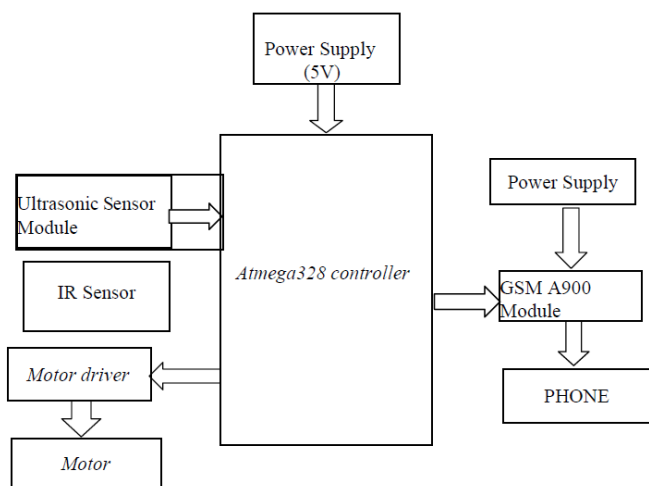 Power Supply
(5V)
Ultrasonic Sensor
Module
IR Sensor
Motor driver
Motor
Atmega328 controller
Power Supply
GSM A900
Module
PHONE